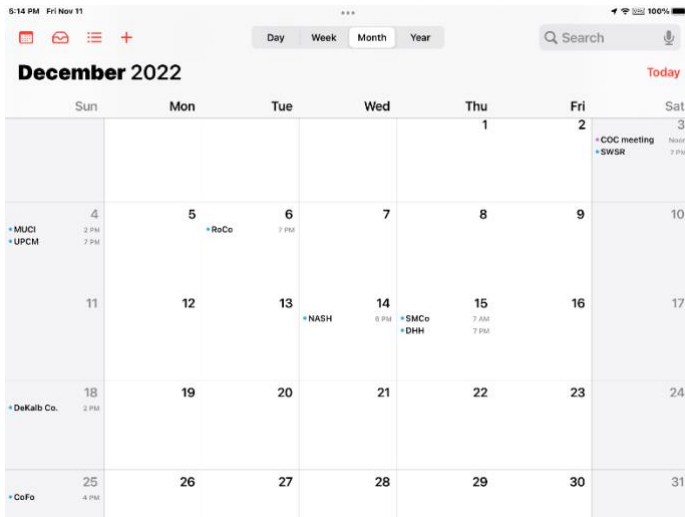 5:14 PM Fri Nov 11 100%
Day Week Month Year Search
December 2022 Today
Sun Mon Tue Wed Thu Fri Sat
1 2 3
COC meeting Noon
SWSR 7 PM
4 5 6 7 8 9 10
MUCI 2 PM RoCo 7 PM
UPCM 7 PM
11 12 13 14 15 16 17
NASH 6 PM SMCo 7 AM
DHH 7 PM
18 19 20 21 22 23 24
DeKalb Co. 2 PM
25 26 27 28 29 30 31
CoFo 4 PM